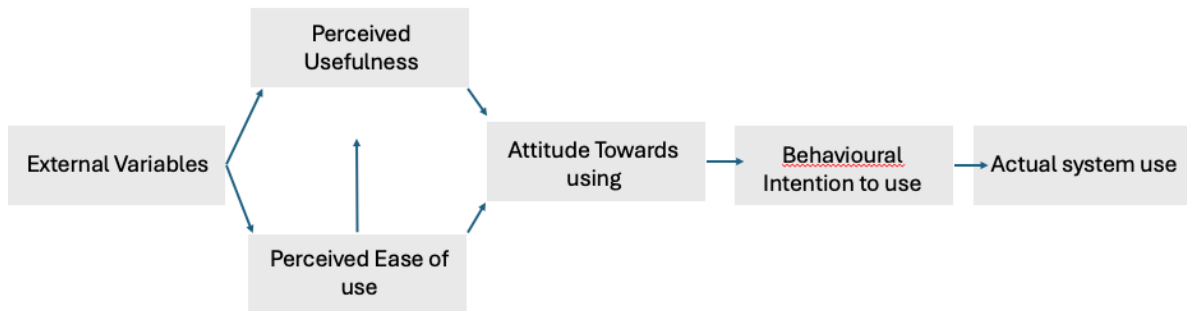 Perceived
Usefulness
External Variables
Perceived Ease of
use
Attitude Towards
using
Behavioural
Intention to use
Actual system use